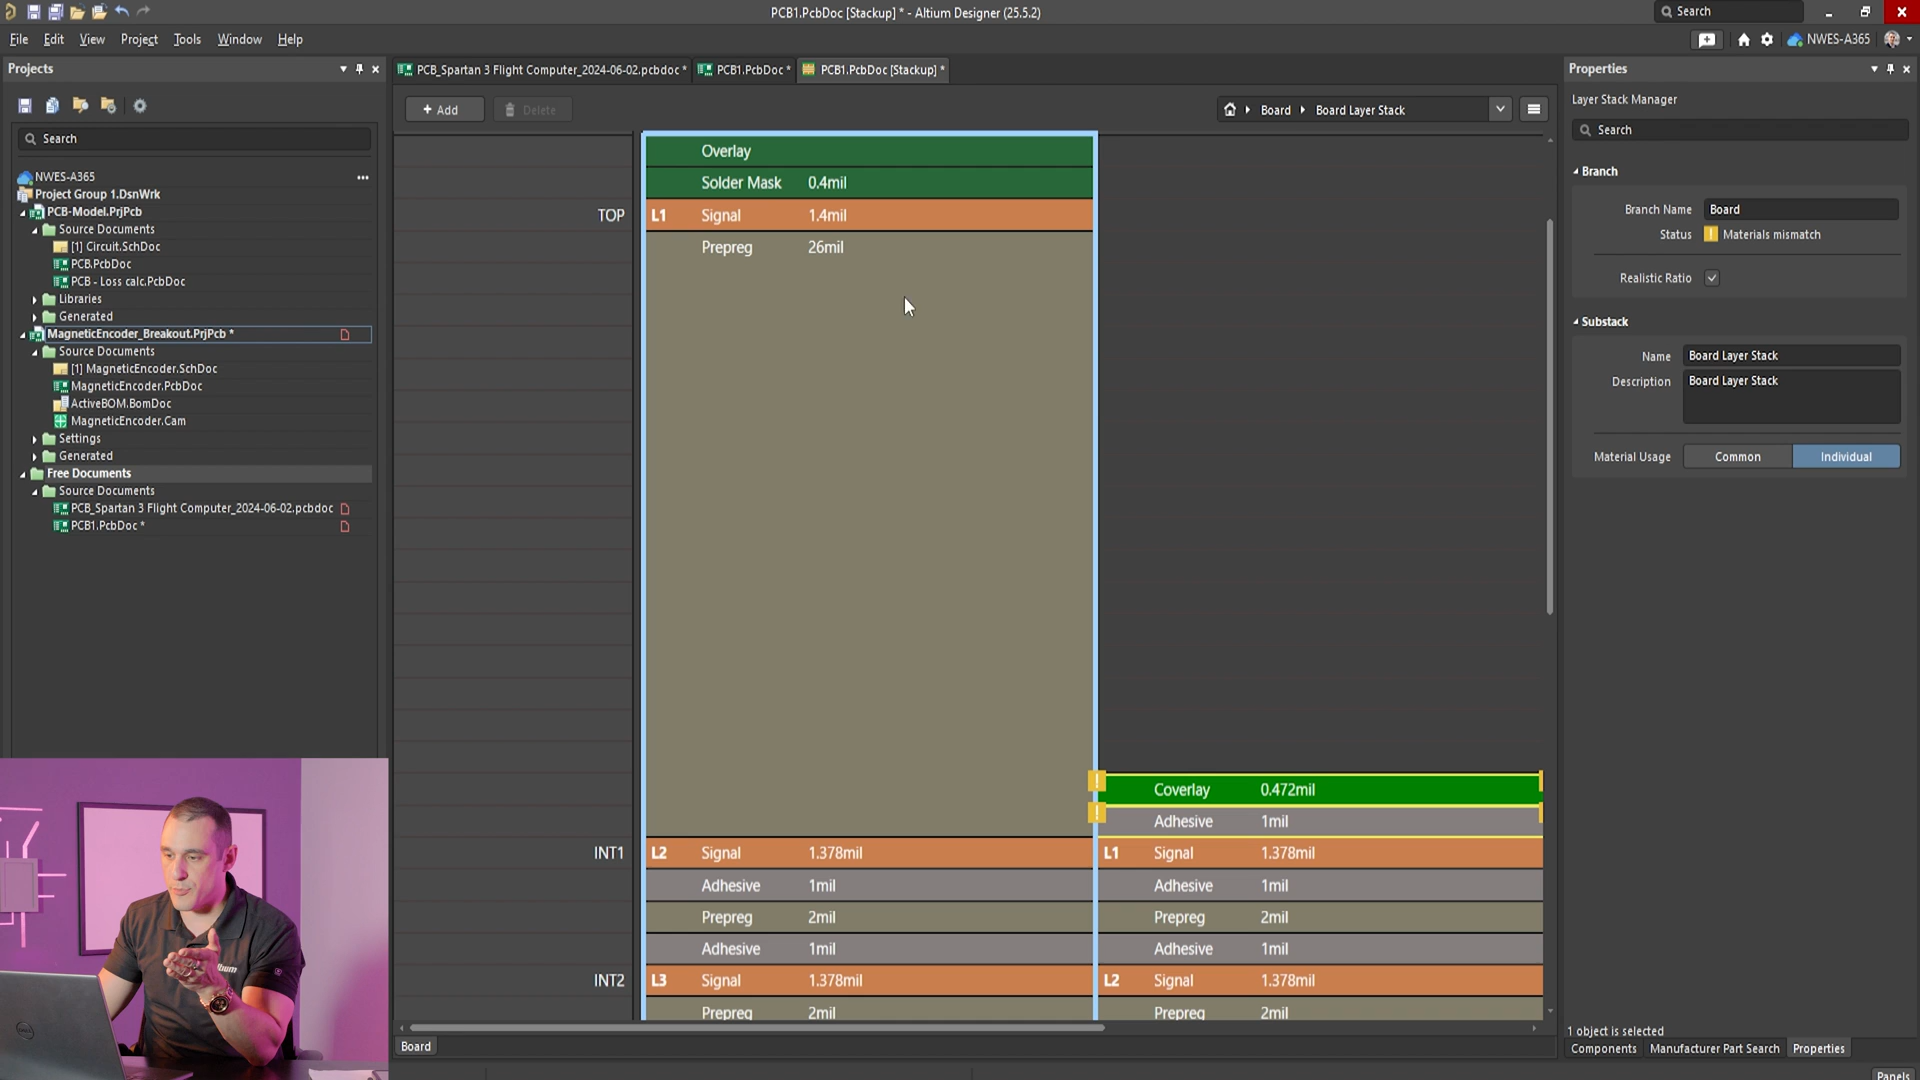 PCB1.PcbDoc [Stackup] * - Altium Designer (25.5.2)
Search
File Edit View Project Tools Window Help
NWES-A365
Projects
PCB_Spartan 3 Flight Computer_2024-06-02.pcbdoc *
PCB1.PcbDoc *
PCB1.PcbDoc [Stackup] *
Properties
+ Add
Delete
Board
Board Layer Stack
Layer Stack Manager
Search
Search
NWES-A365
Project Group 1.DsnWrk
PCB-Model.PrjPcb
Source Documents
[1] Circuit.SchDoc
PCB.PcbDoc
PCB - Loss calc.PcbDoc
Libraries
Generated
MagneticEncoder_Breakout.PrjPcb *
Source Documents
[1] MagneticEncoder.SchDoc
MagneticEncoder.PcbDoc
ActiveBOM.BomDoc
MagneticEncoder.Cam
Settings
Generated
Free Documents
Source Documents
PCB_Spartan 3 Flight Computer_2024-06-02.pcbdoc
PCB1.PcbDoc *
Overlay
Solder Mask 0.4mil
TOP L1 Signal 1.4mil
Prepreg 26mil
Coverlay 0.472mil
Adhesive 1mil
INT1 L2 Signal 1.378mil L1 Signal 1.378mil
Adhesive 1mil Adhesive 1mil
Prepreg 2mil Prepreg 2mil
Adhesive 1mil Adhesive 1mil
INT2 L3 Signal 1.378mil L2 Signal 1.378mil
Prepreg 2mil Prepreg 2mil
Board
Branch
Branch Name Board
Status ! Materials mismatch
Realistic Ratio
Substack
Name Board Layer Stack
Description Board Layer Stack
Material Usage Common Individual
1 object is selected
Components Manufacturer Part Search Properties
Panels